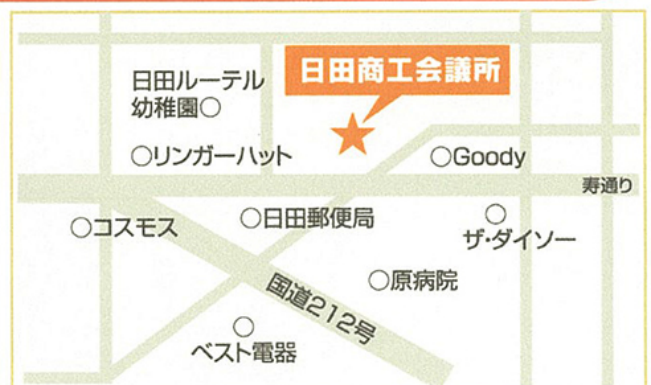 日田商工会議所
日田ルーテル
幼稚園○
○リンガーハット
○Goody
寿通り
○コスモス
○日田郵便局
○
ザ・ダイソー
○原病院
国道212号
○
ベスト電器